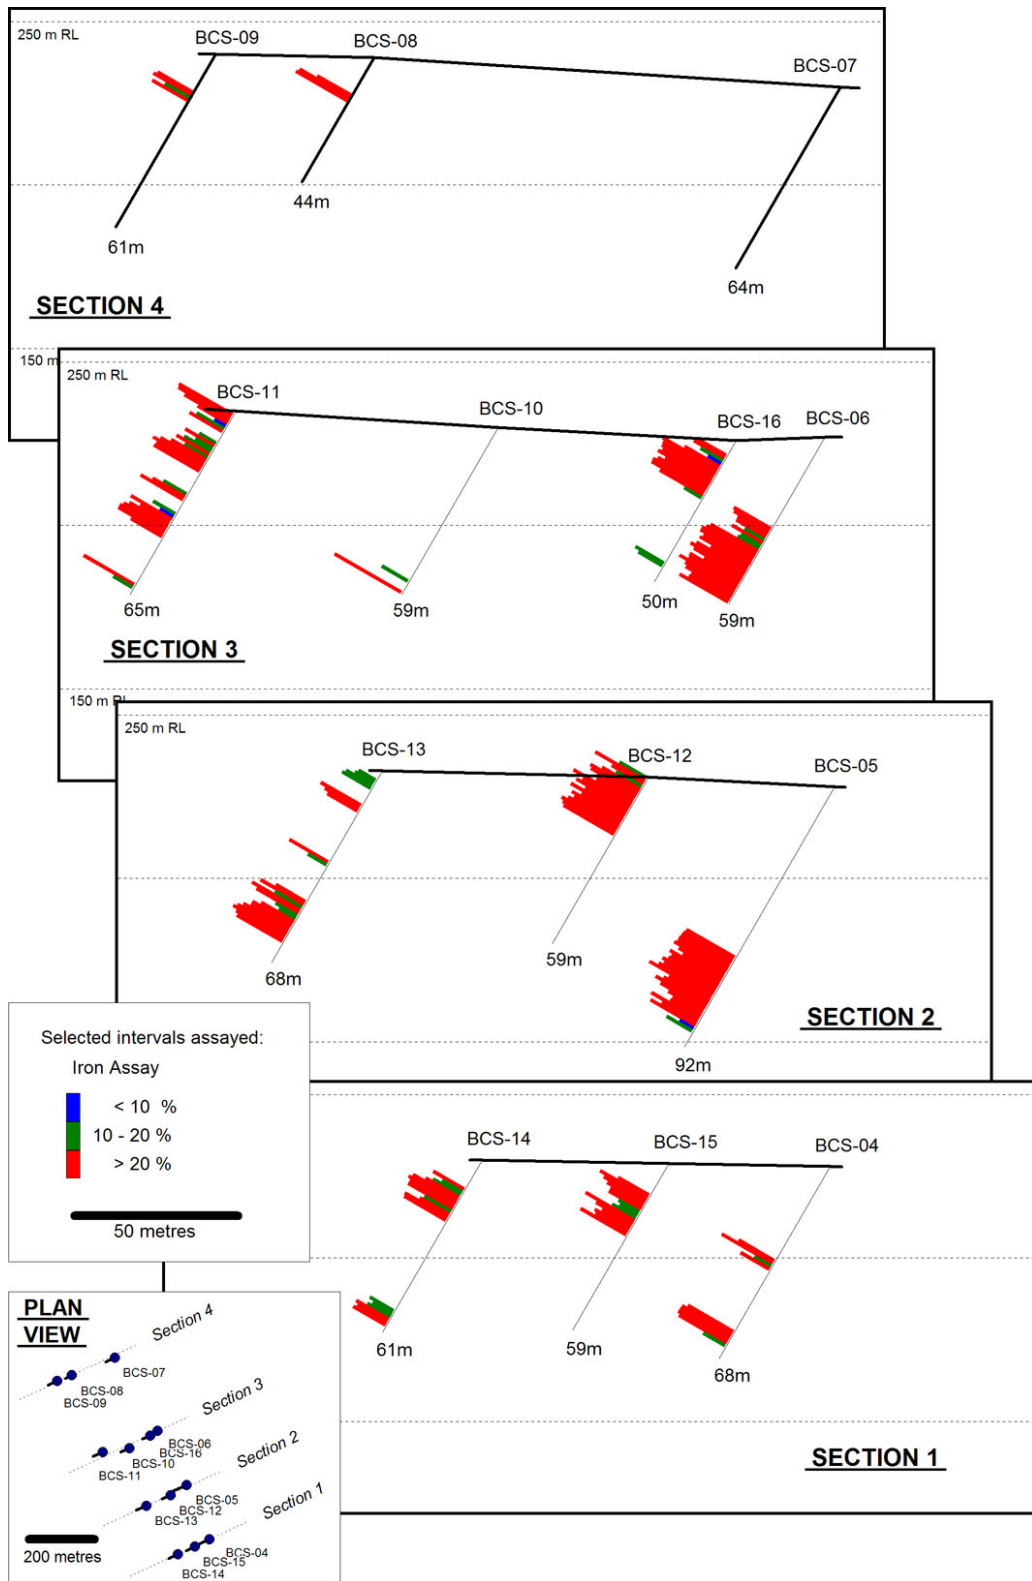 250 m RL
BCS-09
BCS-08
BCS-07
44m
61m
64m
SECTION 4
150 m
250 m RL
BCS-11
BCS-10
BCS-16
BCS-06
65m
59m
50m
59m
SECTION 3
150 m RL
250 m RL
BCS-13
BCS-12
BCS-05
68m
59m
92m
SECTION 2
Selected intervals assayed:
Iron Assay
< 10 %
10 - 20 %
> 20 %
50 metres
BCS-14
BCS-15
BCS-04
61m
59m
68m
SECTION 1
PLAN
VIEW
Section 4
BCS-07
BCS-08
BCS-09
Section 3
BCS-06
BCS-16
BCS-10
BCS-11
Section 2
BCS-05
BCS-12
BCS-13
Section 1
BCS-04
BCS-15
BCS-14
200 metres